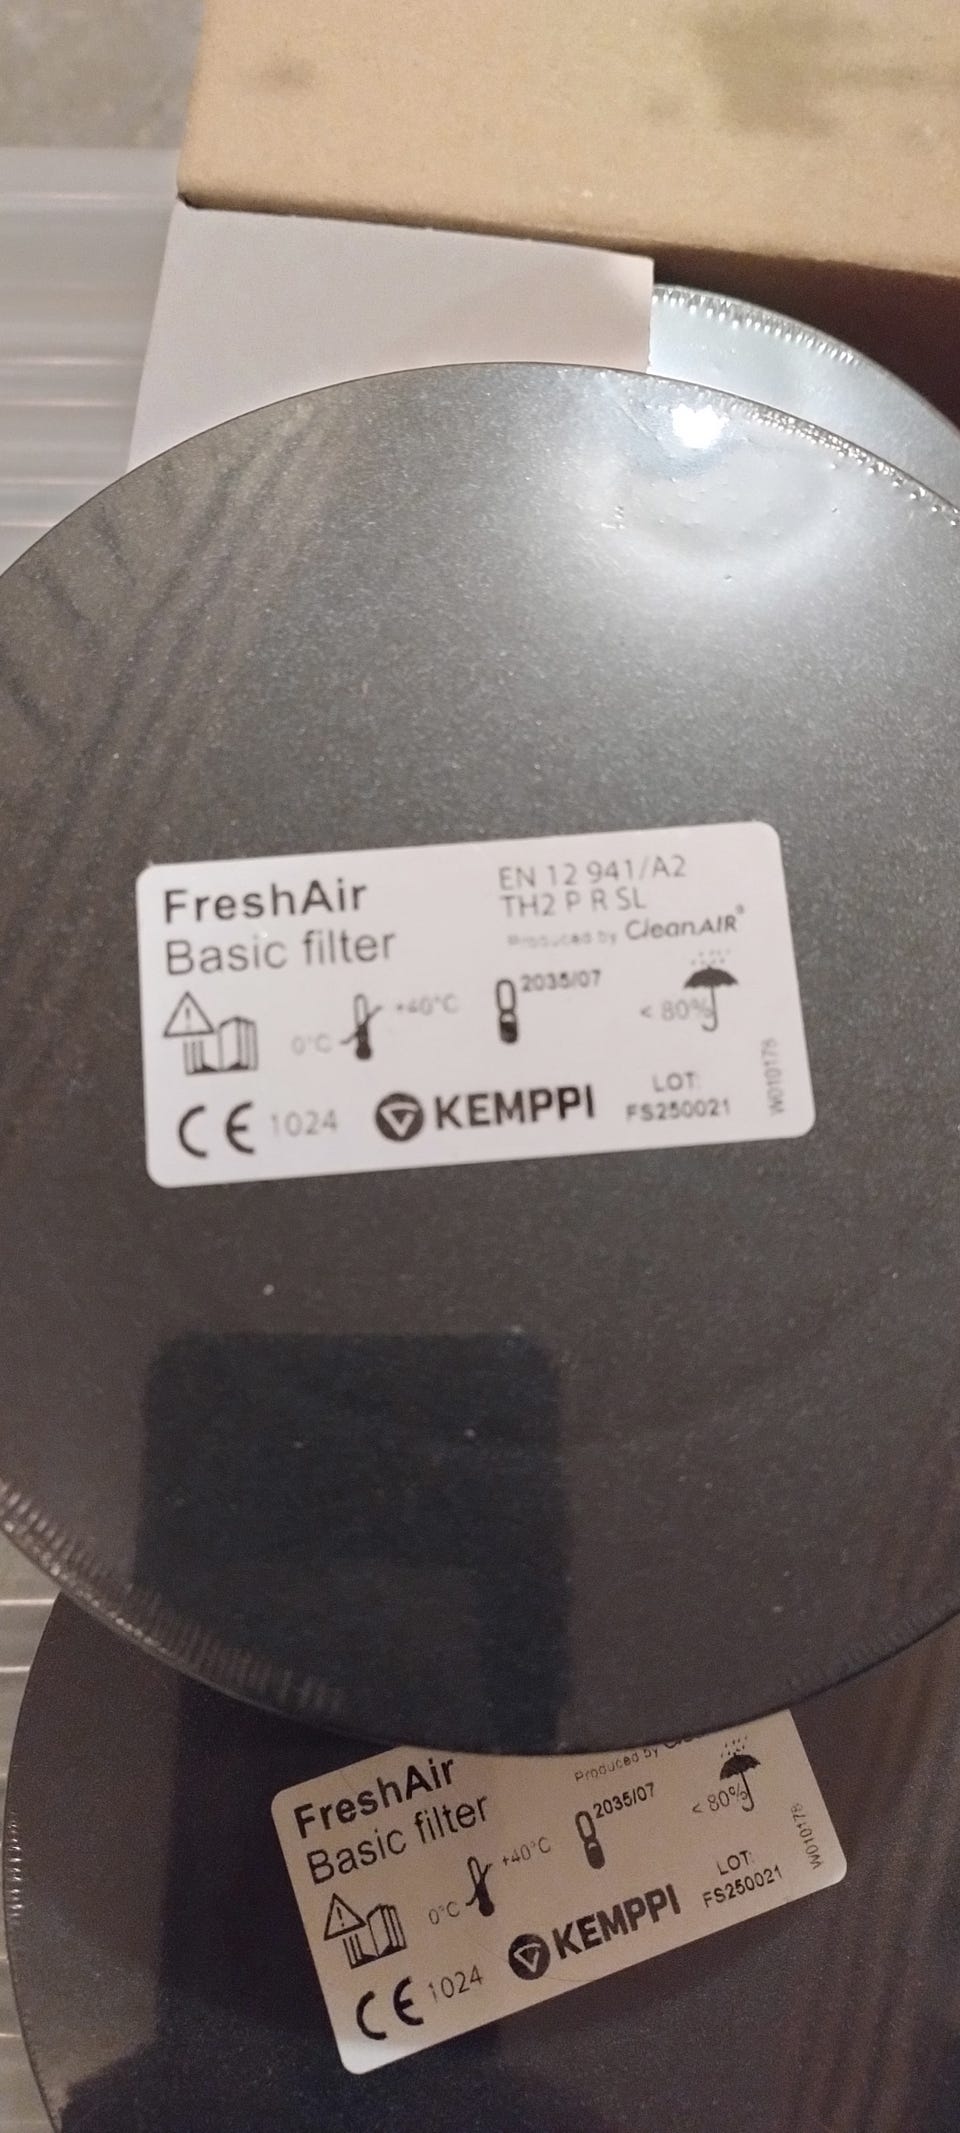 FreshAir
Basic filter
EN 12 941/A2
TH2 P R SL
Produced by CleanAIR®
0°C +40°C
2035/07
< 80%
CE 1024
KEMPPI
LOT:
FS250021
W010178
FreshAir
Basic filter
Produced by
0°C +40°C
2035/07
< 80%
CE 1024
KEMPPI
LOT:
FS250021
W010178